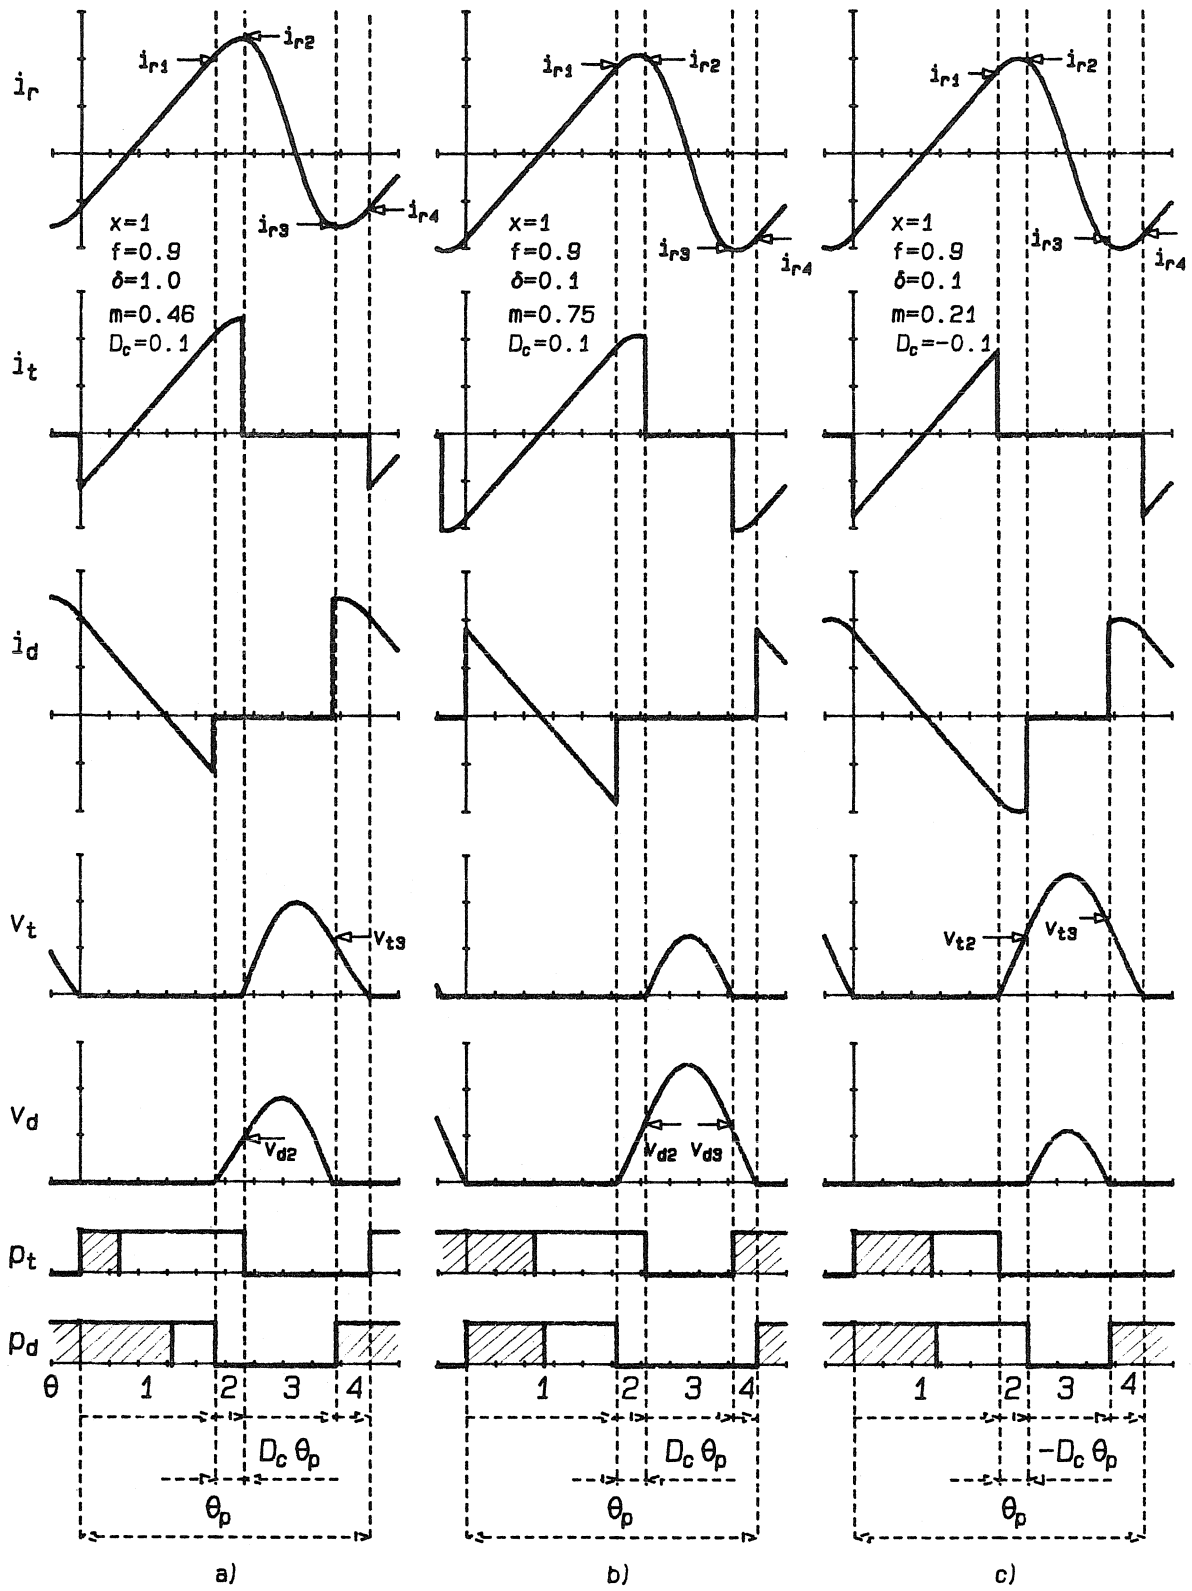 i_r
i_r1
i_r2
i_r3
i_r4
x=1
f=0.9
δ=1.0
m=0.46
D_c=0.1
i_r1
i_r2
i_r3
i_r4
x=1
f=0.9
δ=0.1
m=0.75
D_c=0.1
i_r1
i_r2
i_r3
i_r4
x=1
f=0.9
δ=0.1
m=0.21
D_c=-0.1
i_t
i_d
v_t
v_t3
v_t2
v_t3
v_d
v_d2
v_d2
v_d3
p_t
p_d
θ 1 2 3 4 1 2 3 4 1 2 3 4
D_c θ_p D_c θ_p -D_c θ_p
θ_p θ_p θ_p
a) b) c)